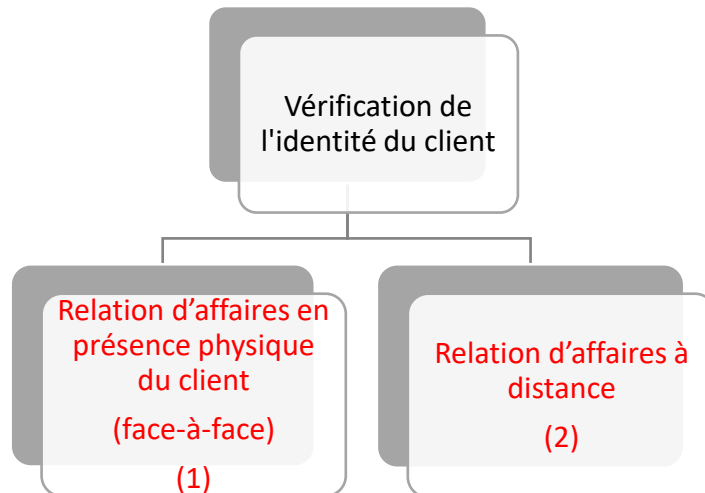 Vérification de
l'identité du client
Relation d’affaires en
présence physique
du client
(face-à-face)
(1)
Relation d’affaires à
distance
(2)